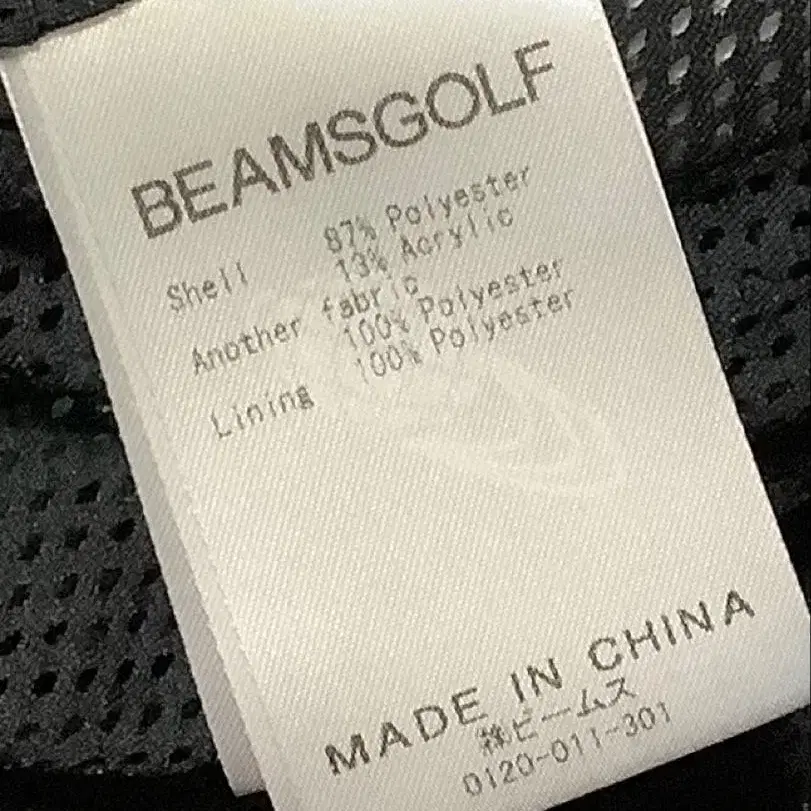 BEAMSGOLF
Shell 87% Polyester
13% Acrylic
Another fabric
100% Polyester
Lining 100% Polyester
MADE IN CHINA
㈱ビームス
0120-011-301